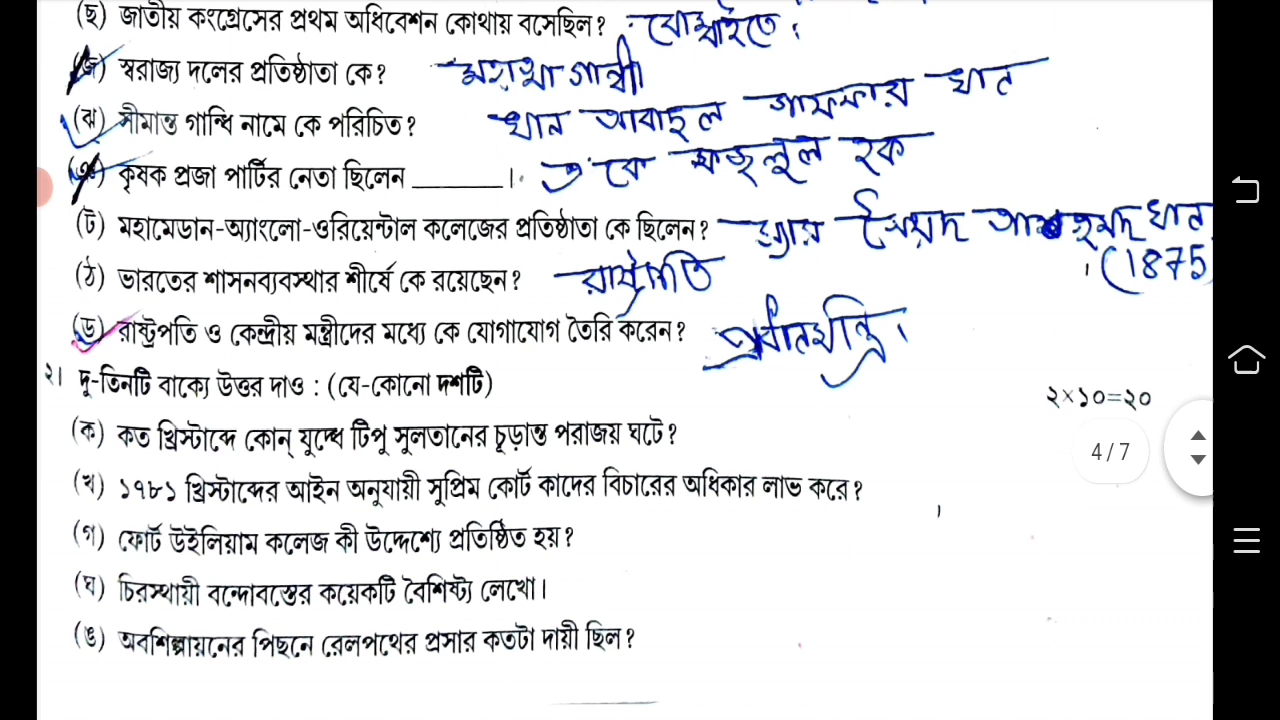 (ছ) জাতীয় কংগ্রেসের প্রথম অধিবেশন কোথায় বসেছিল? বোম্বাইতে।
(জ) স্বরাজ্য দলের প্রতিষ্ঠাতা কে? মহাত্মা গান্ধী
(ঝ) সীমান্ত গান্ধি নামে কে পরিচিত? খান আবদুল গাফফার খান
(ঞ) কৃষক প্রজা পার্টির নেতা ছিলেন ________। এ কে ফজলুল হক
(ট) মহামেডান-অ্যাংলো-ওরিয়েন্টাল কলেজের প্রতিষ্ঠাতা কে ছিলেন? স্যার সৈয়দ আহমদ খান
(1875)
(ঠ) ভারতের শাসনব্যবস্থার শীর্ষে কে রয়েছেন? রাষ্ট্রপতি
(ড) রাষ্ট্রপতি ও কেন্দ্রীয় মন্ত্রীদের মধ্যে কে যোগাযোগ তৈরি করেন? প্রধানমন্ত্রি।
২। দু-তিনটি বাক্যে উত্তর দাও : (যে-কোনো দশটি) ২×১০=২০
(ক) কত খ্রিস্টাব্দে কোন্ যুদ্ধে টিপু সুলতানের চূড়ান্ত পরাজয় ঘটে?
4/7
(খ) ১৭৮১ খ্রিস্টাব্দের আইন অনুযায়ী সুপ্রিম কোর্ট কাদের বিচারের অধিকার লাভ করে?
(গ) ফোর্ট উইলিয়াম কলেজ কী উদ্দেশ্যে প্রতিষ্ঠিত হয়?
(ঘ) চিরস্থায়ী বন্দোবস্তের কয়েকটি বৈশিষ্ট্য লেখো।
(ঙ) অবশিল্পায়নের পিছনে রেলপথের প্রসার কতটা দায়ী ছিল?